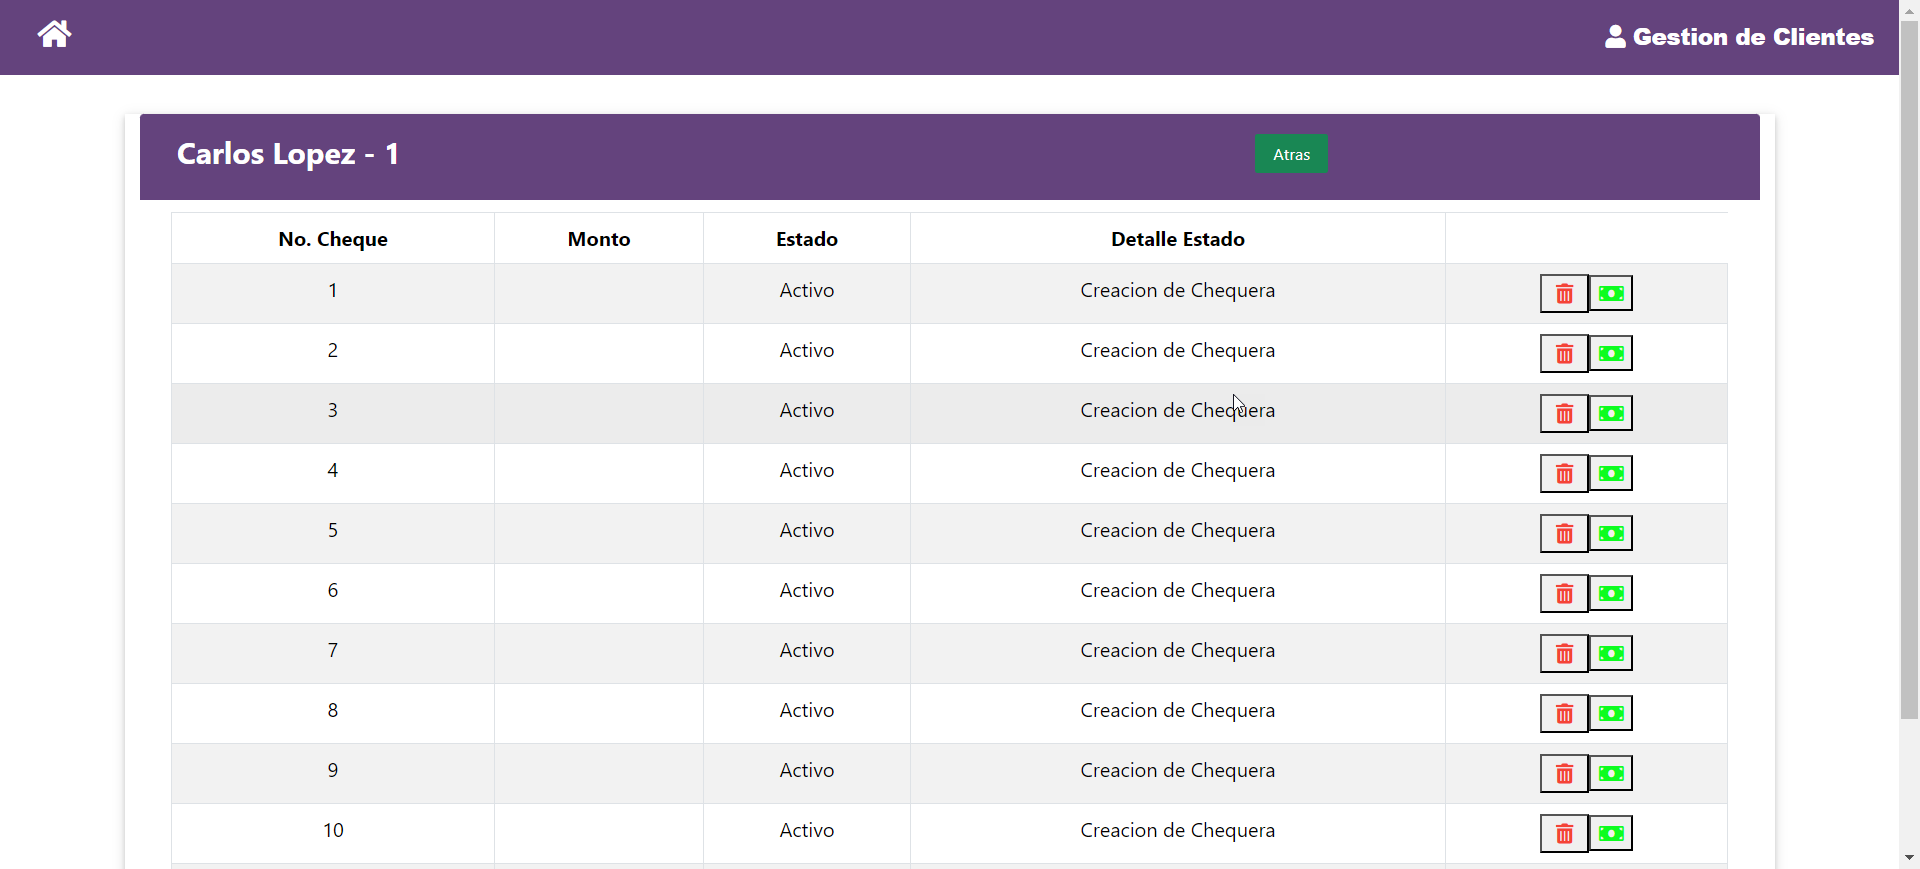 Gestion de Clientes
Carlos Lopez - 1
Atras
No. Cheque Monto Estado Detalle Estado
1 Activo Creacion de Chequera
2 Activo Creacion de Chequera
3 Activo Creacion de Chequera
4 Activo Creacion de Chequera
5 Activo Creacion de Chequera
6 Activo Creacion de Chequera
7 Activo Creacion de Chequera
8 Activo Creacion de Chequera
9 Activo Creacion de Chequera
10 Activo Creacion de Chequera